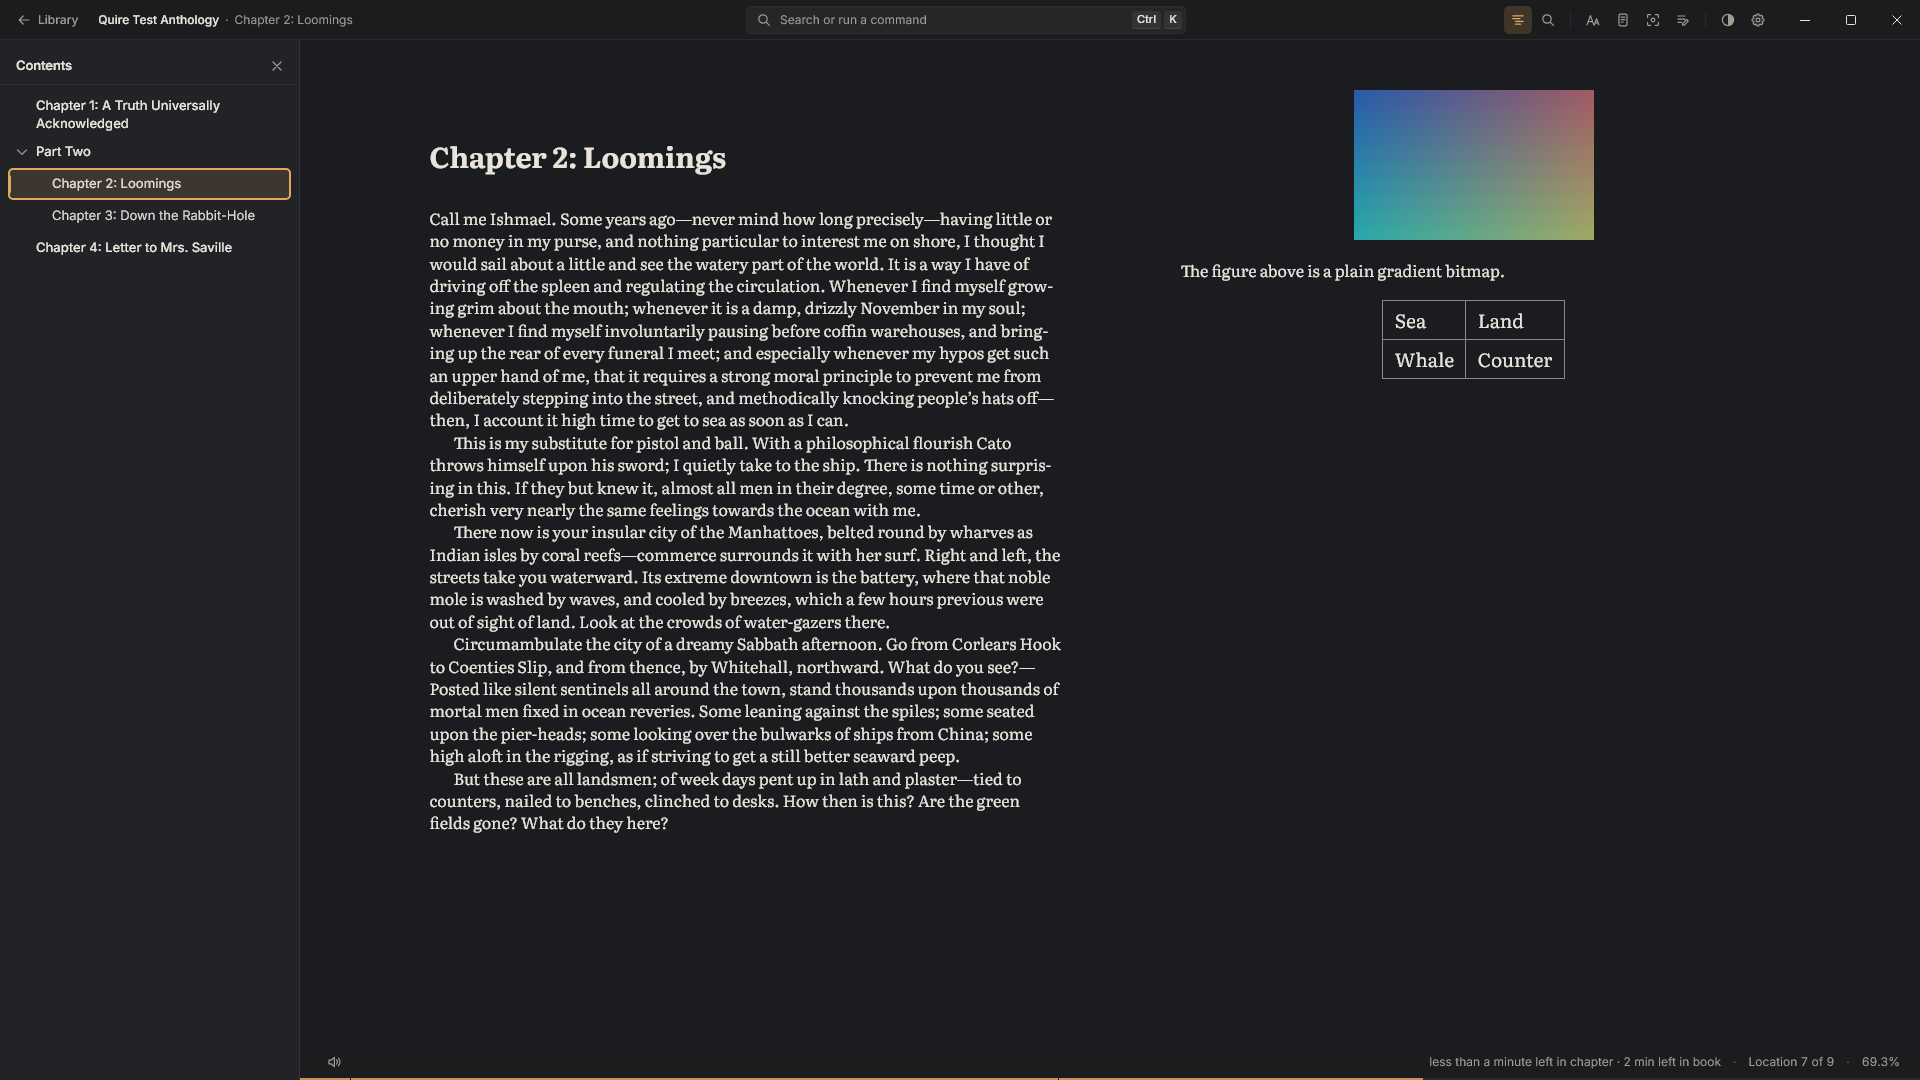 Library
Quire Test Anthology · Chapter 2: Loomings
Search or run a command
Ctrl K
AA
Contents
Chapter 1: A Truth Universally
Acknowledged
Part Two
Chapter 2: Loomings
Chapter 3: Down the Rabbit-Hole
Chapter 4: Letter to Mrs. Saville
Chapter 2: Loomings
Call me Ishmael. Some years ago—never mind how long precisely—having little or
no money in my purse, and nothing particular to interest me on shore, I thought I
would sail about a little and see the watery part of the world. It is a way I have of
driving off the spleen and regulating the circulation. Whenever I find myself grow-
ing grim about the mouth; whenever it is a damp, drizzly November in my soul;
whenever I find myself involuntarily pausing before coffin warehouses, and bring-
ing up the rear of every funeral I meet; and especially whenever my hypos get such
an upper hand of me, that it requires a strong moral principle to prevent me from
deliberately stepping into the street, and methodically knocking people’s hats off—
then, I account it high time to get to sea as soon as I can.
This is my substitute for pistol and ball. With a philosophical flourish Cato
throws himself upon his sword; I quietly take to the ship. There is nothing surpris-
ing in this. If they but knew it, almost all men in their degree, some time or other,
cherish very nearly the same feelings towards the ocean with me.
There now is your insular city of the Manhattoes, belted round by wharves as
Indian isles by coral reefs—commerce surrounds it with her surf. Right and left, the
streets take you waterward. Its extreme downtown is the battery, where that noble
mole is washed by waves, and cooled by breezes, which a few hours previous were
out of sight of land. Look at the crowds of water-gazers there.
Circumambulate the city of a dreamy Sabbath afternoon. Go from Corlears Hook
to Coenties Slip, and from thence, by Whitehall, northward. What do you see?—
Posted like silent sentinels all around the town, stand thousands upon thousands of
mortal men fixed in ocean reveries. Some leaning against the spiles; some seated
upon the pier-heads; some looking over the bulwarks of ships from China; some
high aloft in the rigging, as if striving to get a still better seaward peep.
But these are all landsmen; of week days pent up in lath and plaster—tied to
counters, nailed to benches, clinched to desks. How then is this? Are the green
fields gone? What do they here?
The figure above is a plain gradient bitmap.
Sea Land
Whale Counter
less than a minute left in chapter · 2 min left in book · Location 7 of 9 · 69.3%